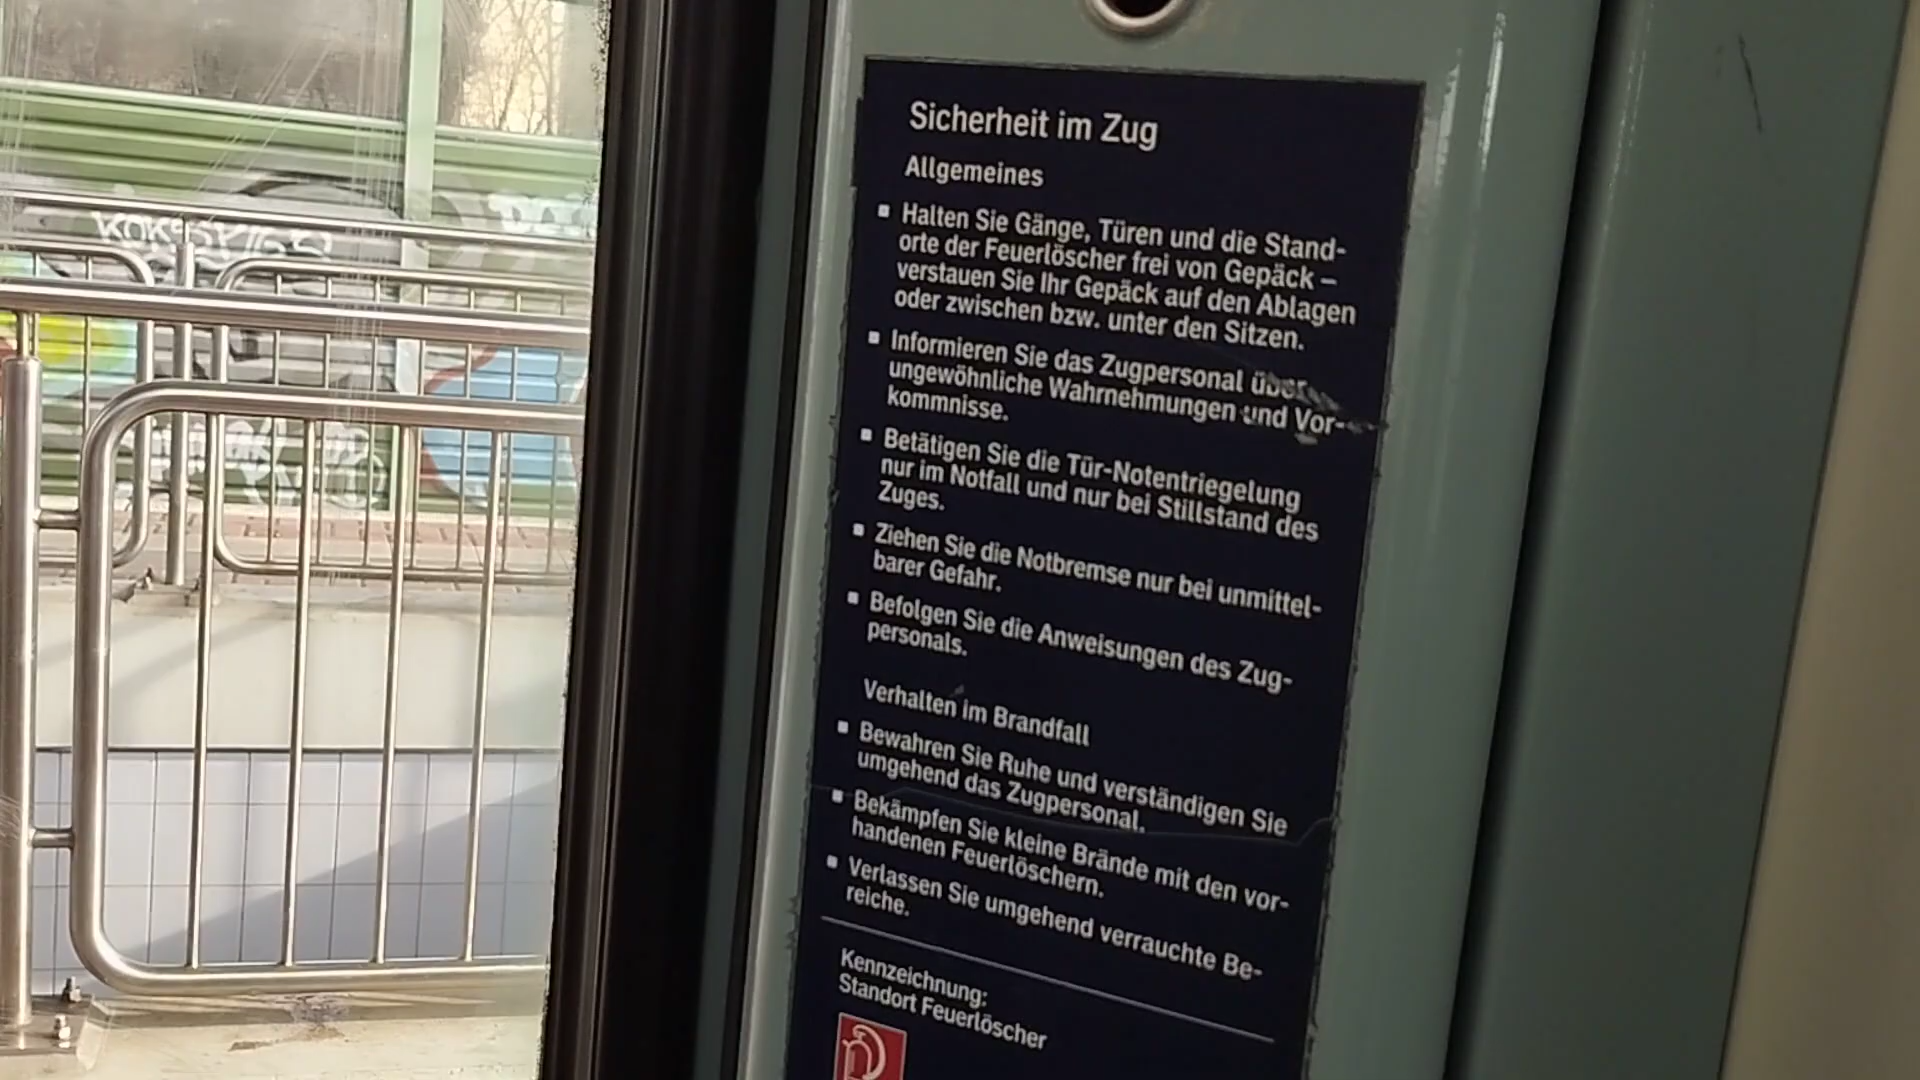 Sicherheit im Zug
Allgemeines
Halten Sie Gänge, Türen und die Stand-
orte der Feuerlöscher frei von Gepäck –
verstauen Sie Ihr Gepäck auf den Ablagen
oder zwischen bzw. unter den Sitzen.
Informieren Sie das Zugpersonal über
ungewöhnliche Wahrnehmungen und Vor-
kommnisse.
Betätigen Sie die Tür-Notentriegelung
nur im Notfall und nur bei Stillstand des
Zuges.
Ziehen Sie die Notbremse nur bei unmittel-
barer Gefahr.
Befolgen Sie die Anweisungen des Zug-
personals.
Verhalten im Brandfall
Bewahren Sie Ruhe und verständigen Sie
umgehend das Zugpersonal.
Bekämpfen Sie kleine Brände mit den vor-
handenen Feuerlöschern.
Verlassen Sie umgehend verrauchte Be-
reiche.
Kennzeichnung:
Standort Feuerlöscher